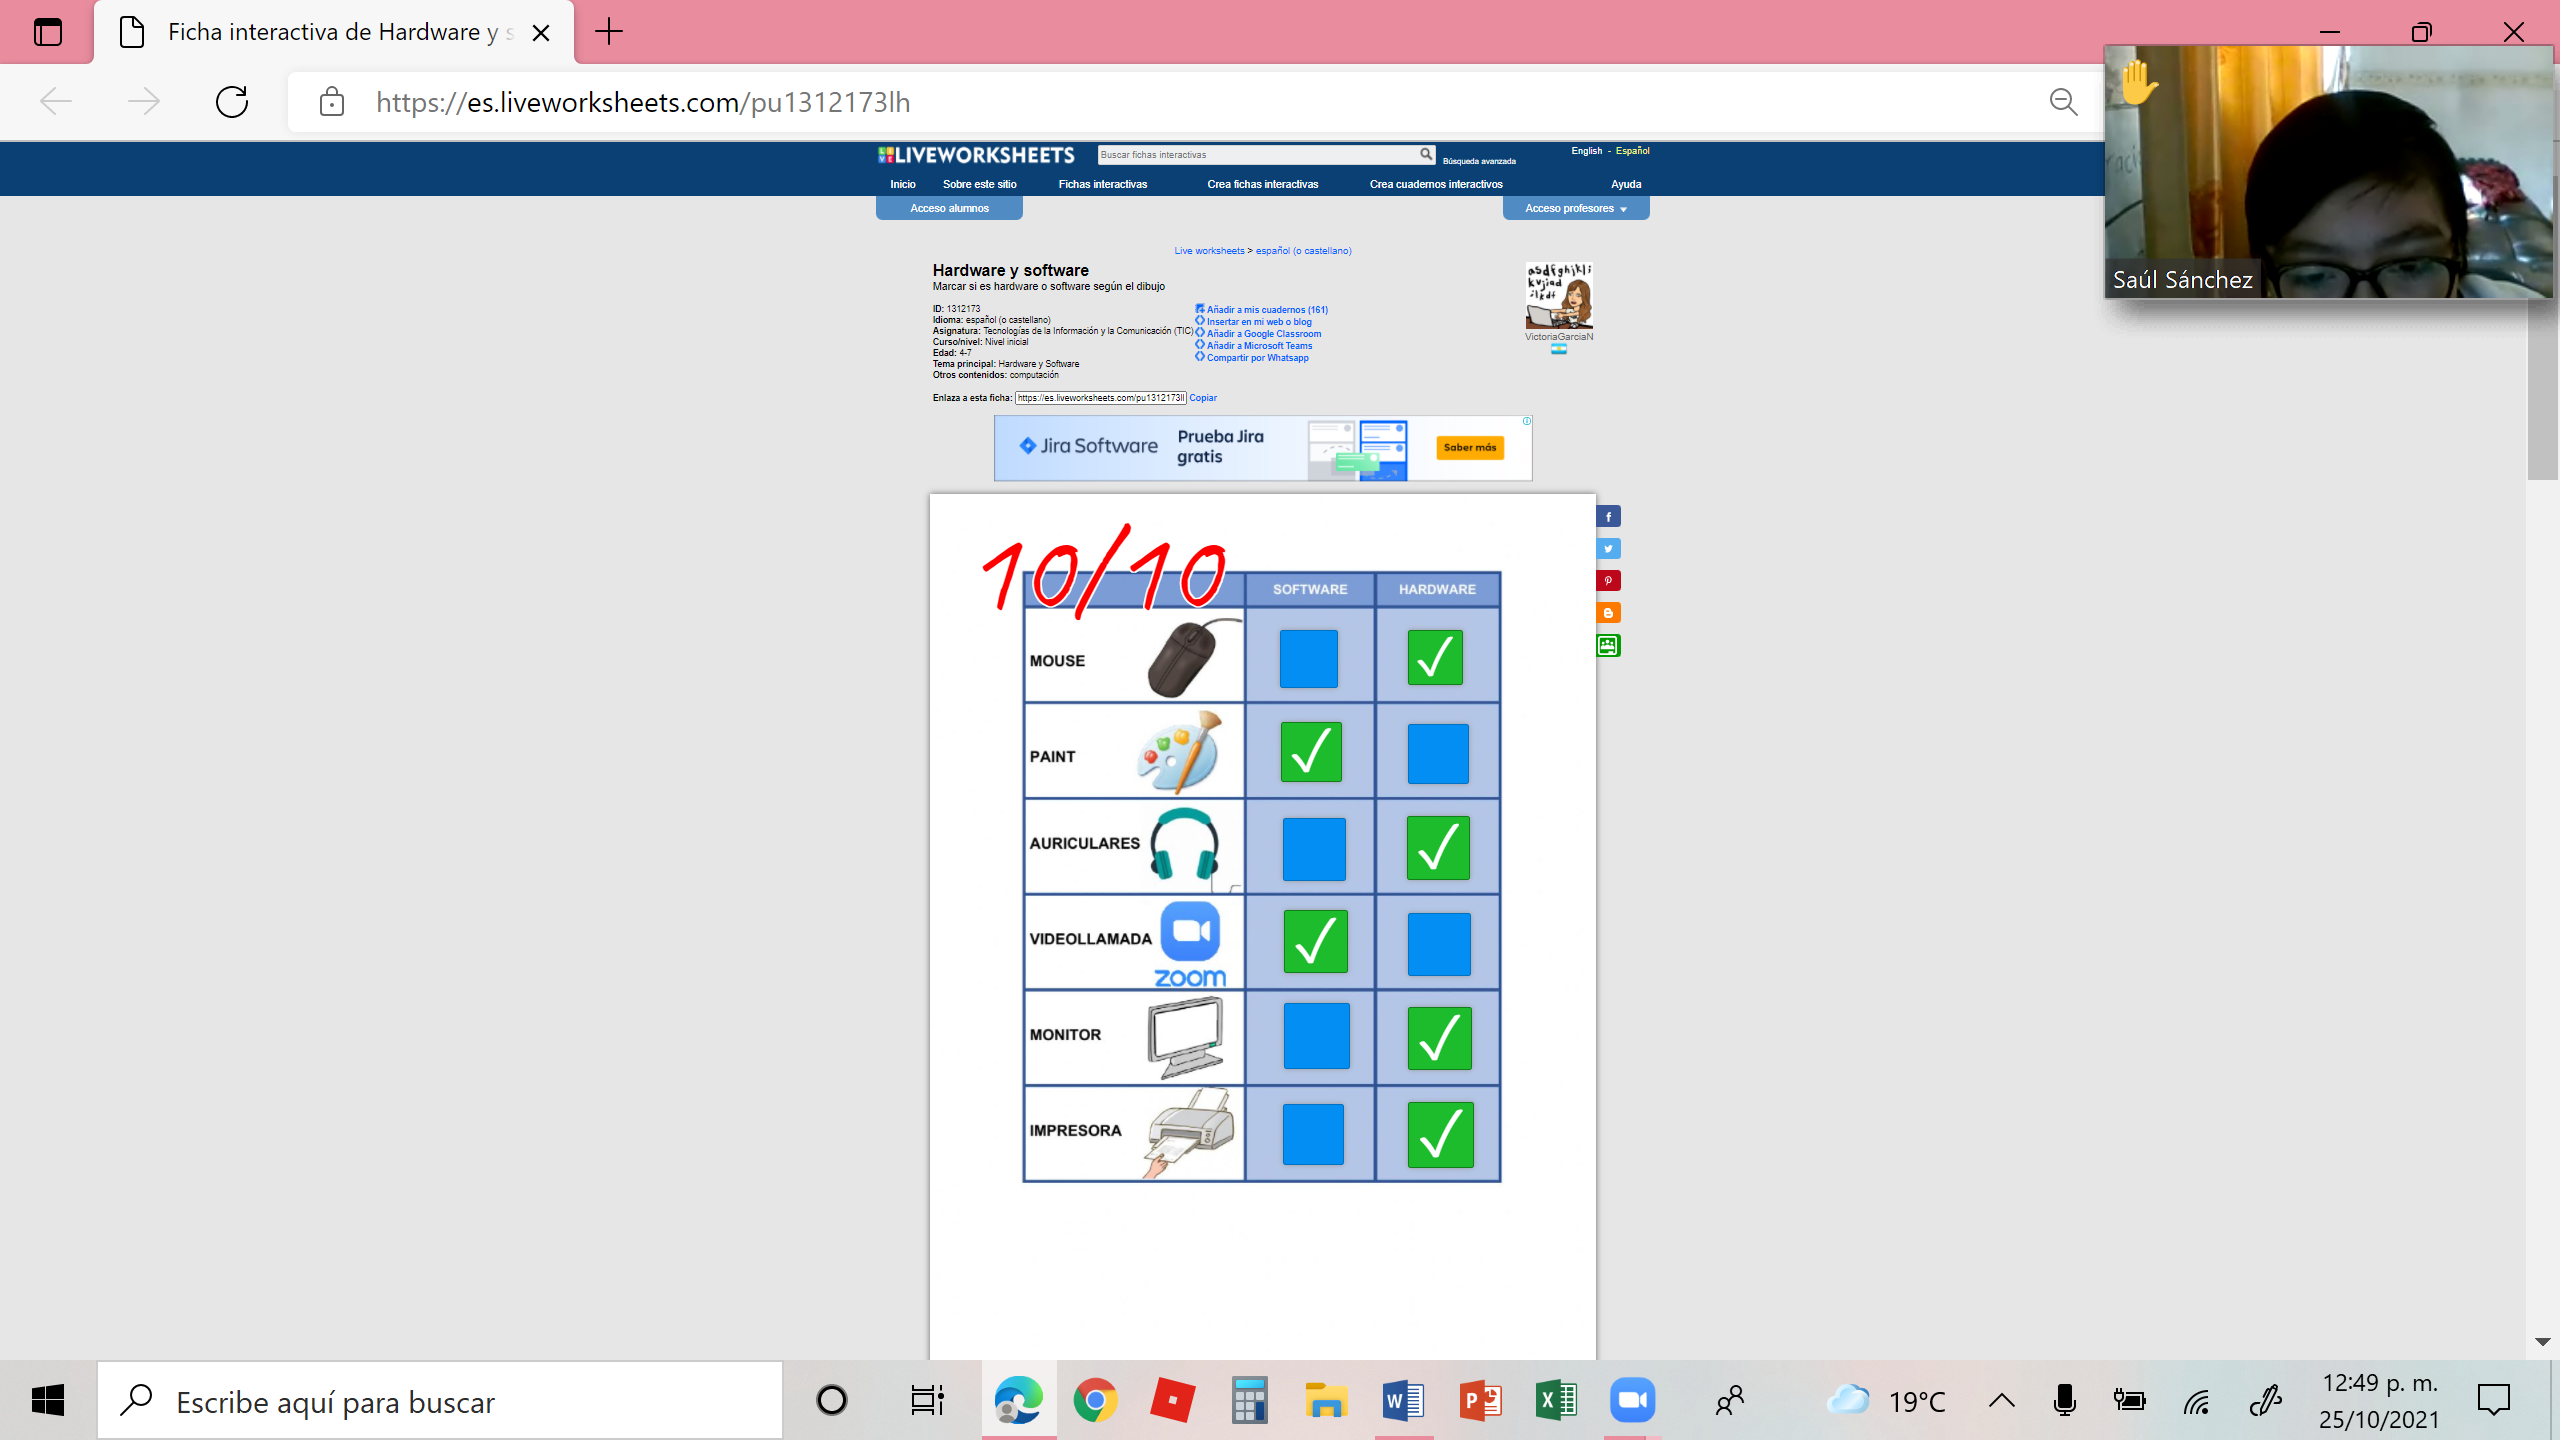 Ficha interactiva de Hardware y s
https://es.liveworksheets.com/pu1312173lh
LIVEWORKSHEETS
Buscar fichas interactivas
Búsqueda avanzada
English - Español
Inicio Sobre este sitio Fichas interactivas Crea fichas interactivas Crea cuadernos interactivos Ayuda
Acceso alumnos Acceso profesores
Saúl Sánchez
Live worksheets > español (o castellano)
Hardware y software
Marcar si es hardware o software según el dibujo
ID: 1312173
Idioma: español (o castellano)
Asignatura: Tecnologías de la Información y la Comunicación (TIC)
Curso/nivel: Nivel inicial
Edad: 4-7
Tema principal: Hardware y Software
Otros contenidos: computación
Añadir a mis cuadernos (161)
Insertar en mi web o blog
Añadir a Google Classroom
Añadir a Microsoft Teams
Compartir por Whatsapp
asdfghjkli
VictoriaGarciaN
Enlaza a esta ficha: https://es.liveworksheets.com/pu1312173ll Copiar
Jira Software
Prueba Jira
gratis
Saber más
10/10
SOFTWARE HARDWARE
MOUSE
PAINT
AURICULARES
VIDEOLLAMADA
zoom
MONITOR
IMPRESORA
Escribe aquí para buscar
19°C
12:49 p. m.
25/10/2021